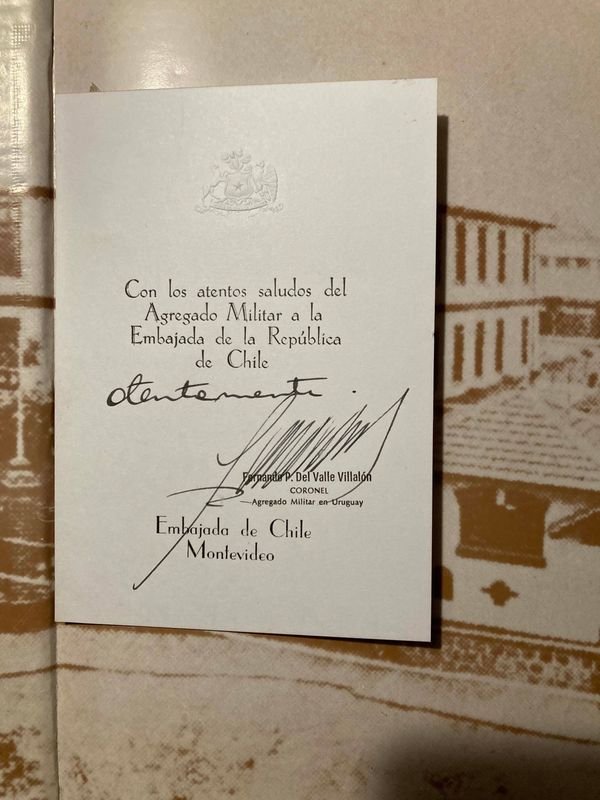 Con los atentos saludos del
Agregado Militar a la
Embajada de la República
de Chile
atentamente.
Fernando P. Del Valle Villalón
CORONEL
Agregado Militar en Uruguay
Embajada de Chile
Montevideo